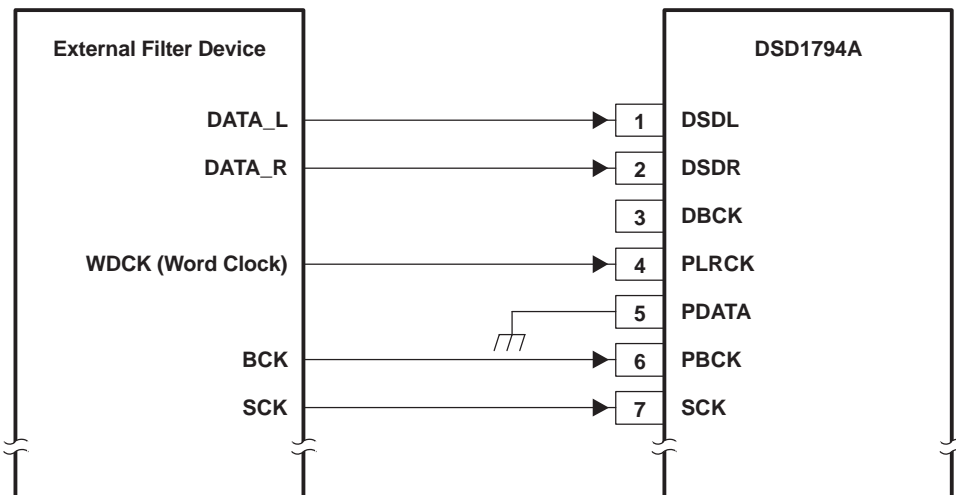 External Filter Device
DSD1794A
DATA_L
1
DSDL
DATA_R
2
DSDR
3
DBCK
WDCK (Word Clock)
4
PLRCK
5
PDATA
BCK
6
PBCK
SCK
7
SCK